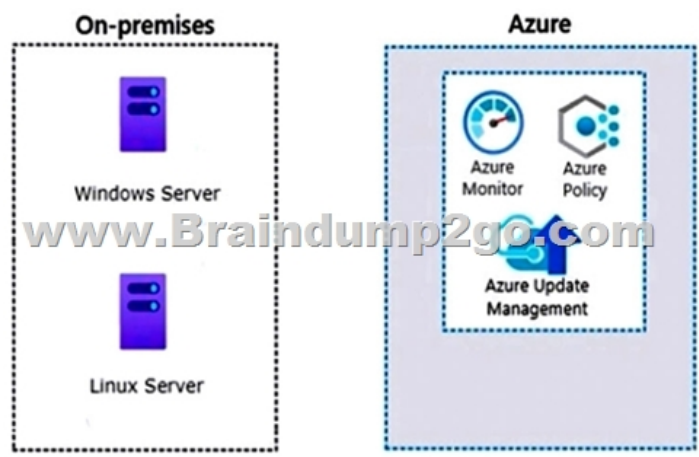 On-premises
Windows Server
Linux Server
Azure
Azure Monitor
Azure Policy
www.Braindump2go.com
Azure Update
Management